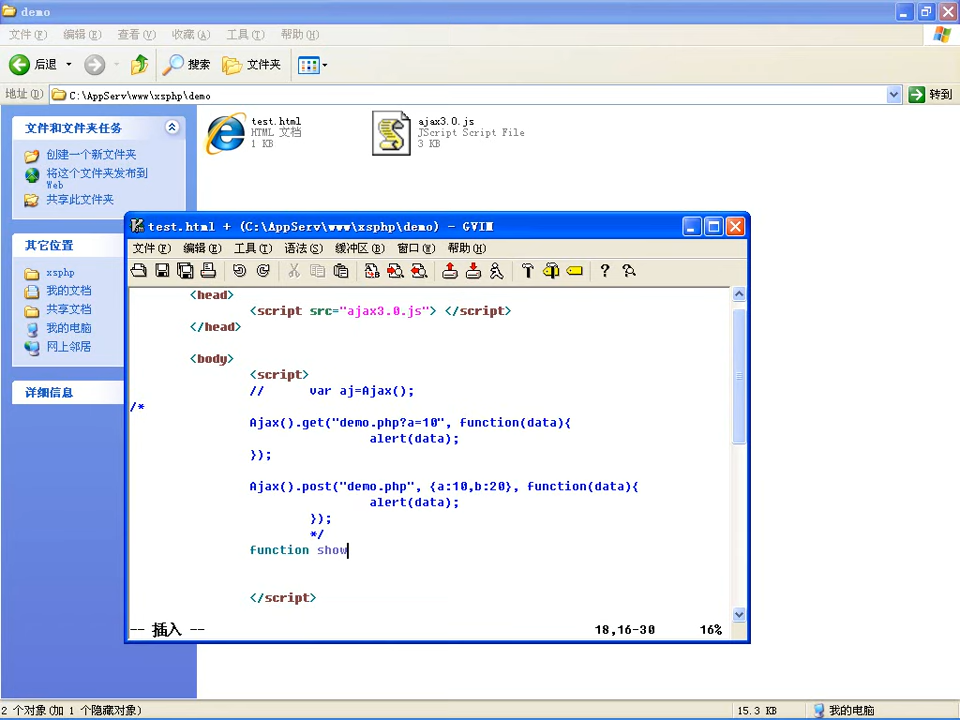 demo
文件(F) 编辑(E) 查看(V) 收藏(A) 工具(T) 帮助(H)
后退 搜索 文件夹
地址(D) C:\AppServ\www\xsphp\demo 转到
文件和文件夹任务
创建一个新文件夹
将这个文件夹发布到
Web
共享此文件夹
其它位置
xsphp
我的文档
共享文档
我的电脑
网上邻居
详细信息
test.html
HTML 文档
1 KB
ajax3.0.js
JScript Script File
3 KB
test.html + (C:\AppServ\www\xsphp\demo) - GVIM
文件(F) 编辑(E) 工具(T) 语法(S) 缓冲区(B) 窗口(W) 帮助(H)
<head>
<script src="ajax3.0.js"> </script>
</head>
<body>
<script>
// var aj=Ajax();
/*
Ajax().get("demo.php?a=10", function(data){
alert(data);
});
Ajax().post("demo.php", {a:10,b:20}, function(data){
alert(data);
});
*/
function show
</script>
-- 插入 -- 18,16-30 16%
2 个对象(加 1 个隐藏对象) 15.3 KB 我的电脑